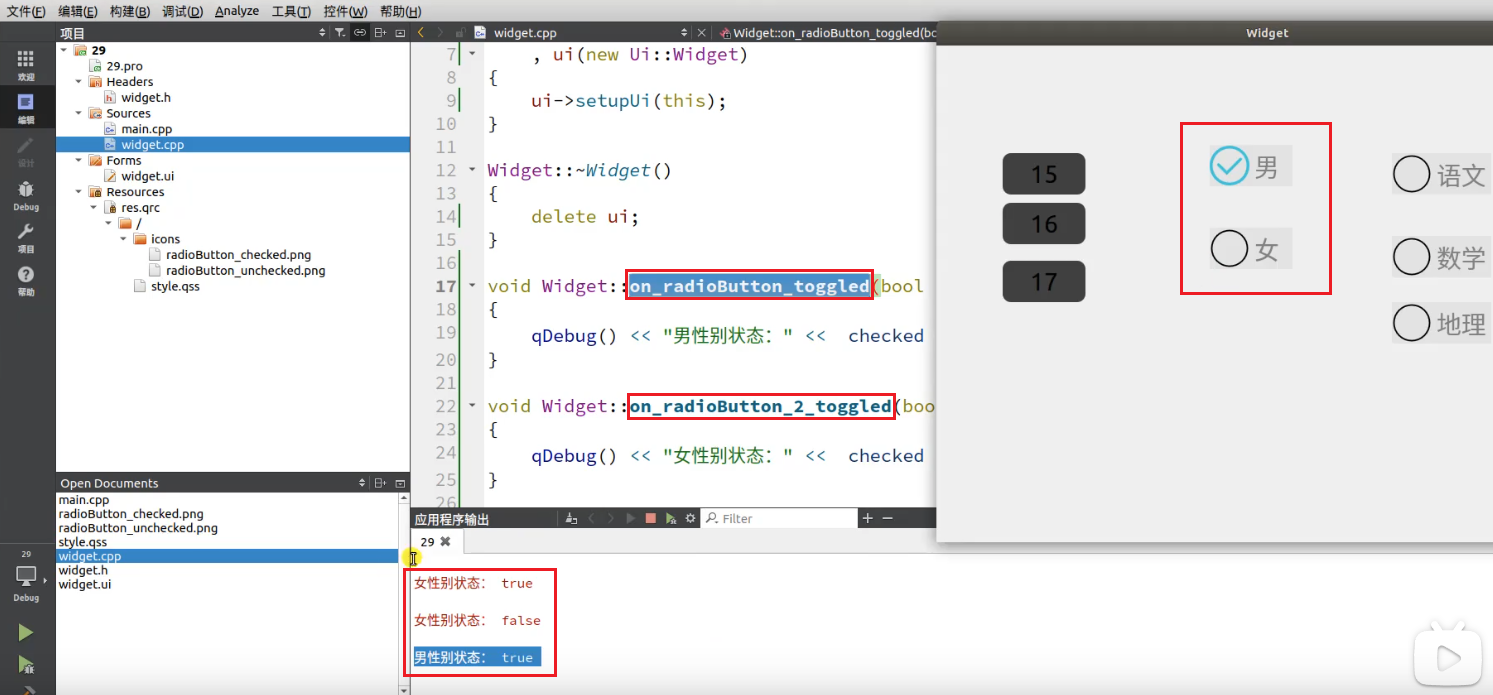 文件(F) 编辑(E) 构建(B) 调试(D) Analyze 工具(T) 控件(W) 帮助(H)
项目
29
29.pro
Headers
widget.h
Sources
main.cpp
widget.cpp
Forms
widget.ui
Resources
res.qrc
/
icons
radioButton_checked.png
radioButton_unchecked.png
style.qss
欢迎
编辑
设计
Debug
项目
帮助
29
Debug
Open Documents
main.cpp
radioButton_checked.png
radioButton_unchecked.png
style.qss
widget.cpp
widget.h
widget.ui
widget.cpp
Widget::on_radioButton_toggled(bo
7 , ui(new Ui::Widget)
8 {
9 ui->setupUi(this);
10 }
11
12 Widget::~Widget()
13 {
14 delete ui;
15 }
16
17 void Widget::on_radioButton_toggled(bool
18 {
19 qDebug() << "男性别状态: " << checked
20 }
21
22 void Widget::on_radioButton_2_toggled(boo
23 {
24 qDebug() << "女性别状态: " << checked
25 }
26
应用程序输出
Filter
29
女性别状态: true
女性别状态: false
男性别状态: true
Widget
15
16
17
男
女
语文
数学
地理